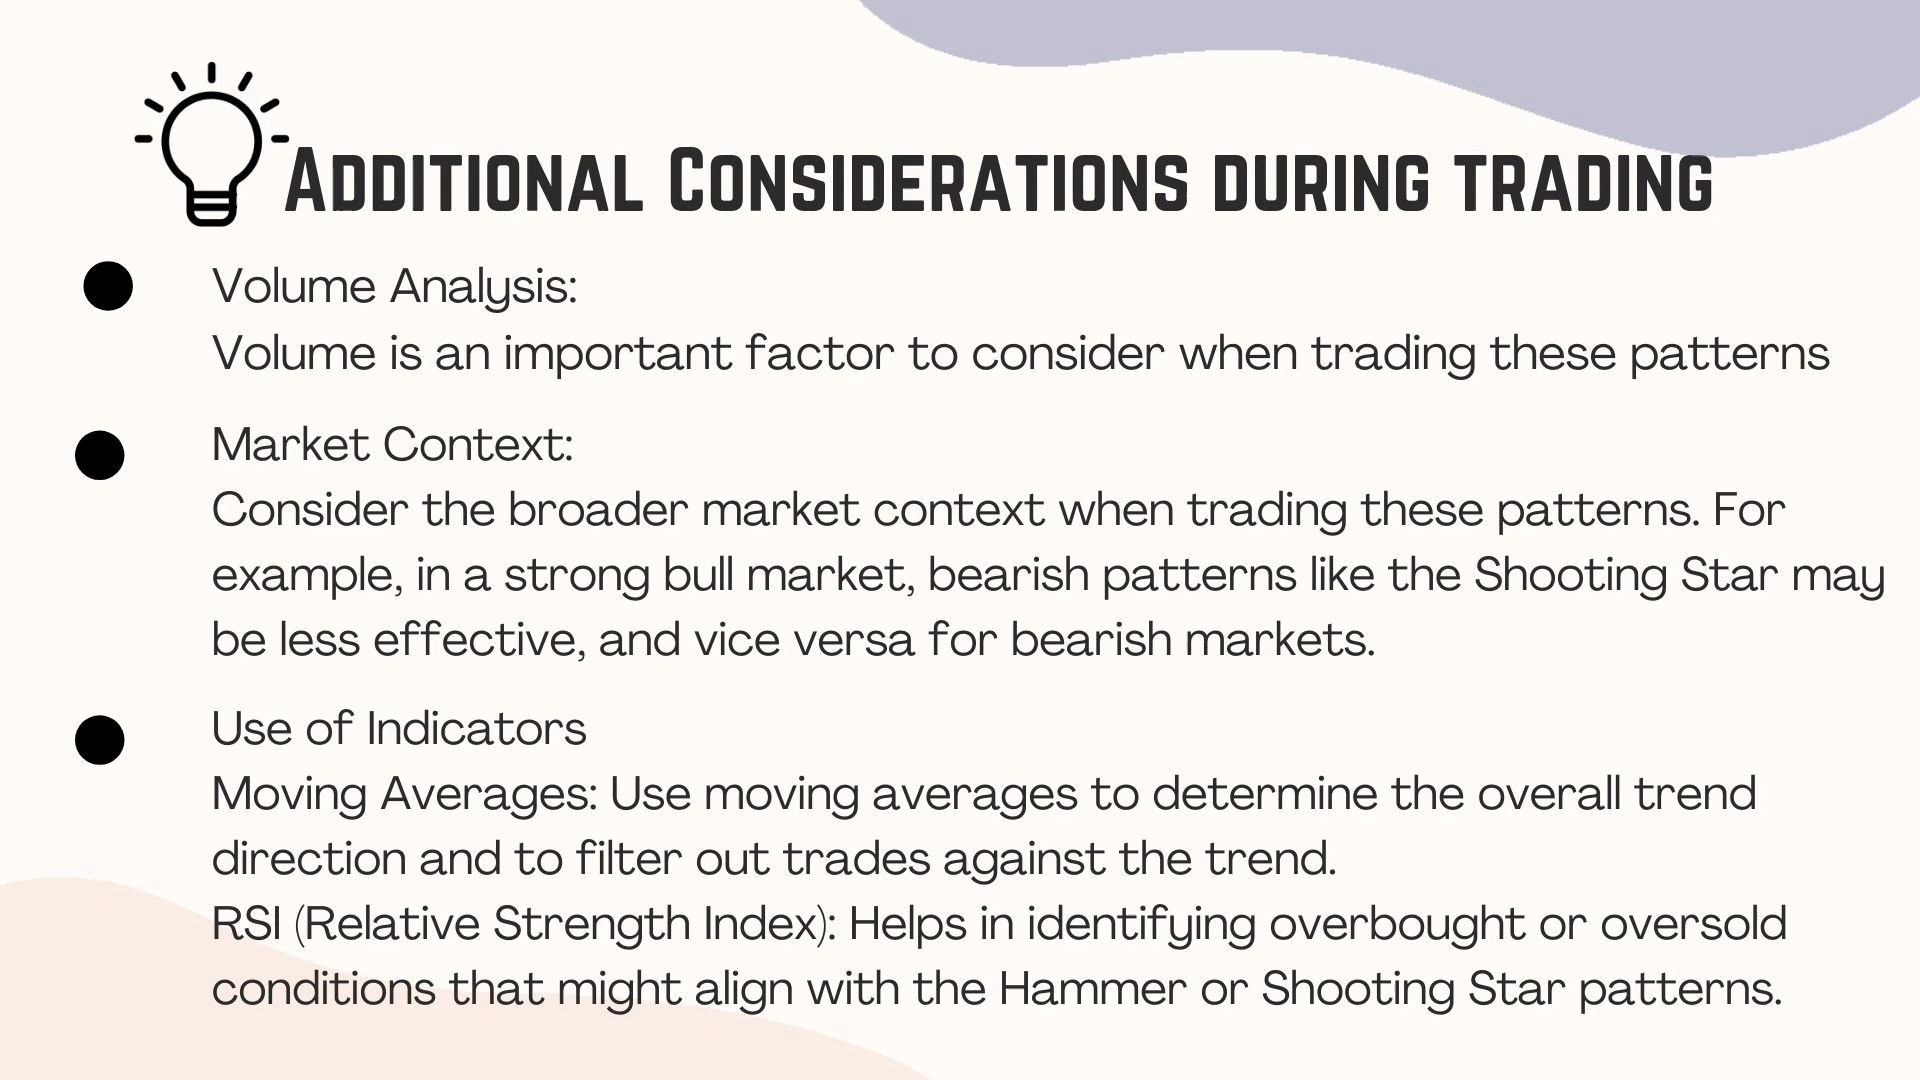 Additional Considerations during trading
Volume Analysis:
Volume is an important factor to consider when trading these patterns
Market Context:
Consider the broader market context when trading these patterns. For
example, in a strong bull market, bearish patterns like the Shooting Star may
be less effective, and vice versa for bearish markets.
Use of Indicators
Moving Averages: Use moving averages to determine the overall trend
direction and to filter out trades against the trend.
RSI (Relative Strength Index): Helps in identifying overbought or oversold
conditions that might align with the Hammer or Shooting Star patterns.